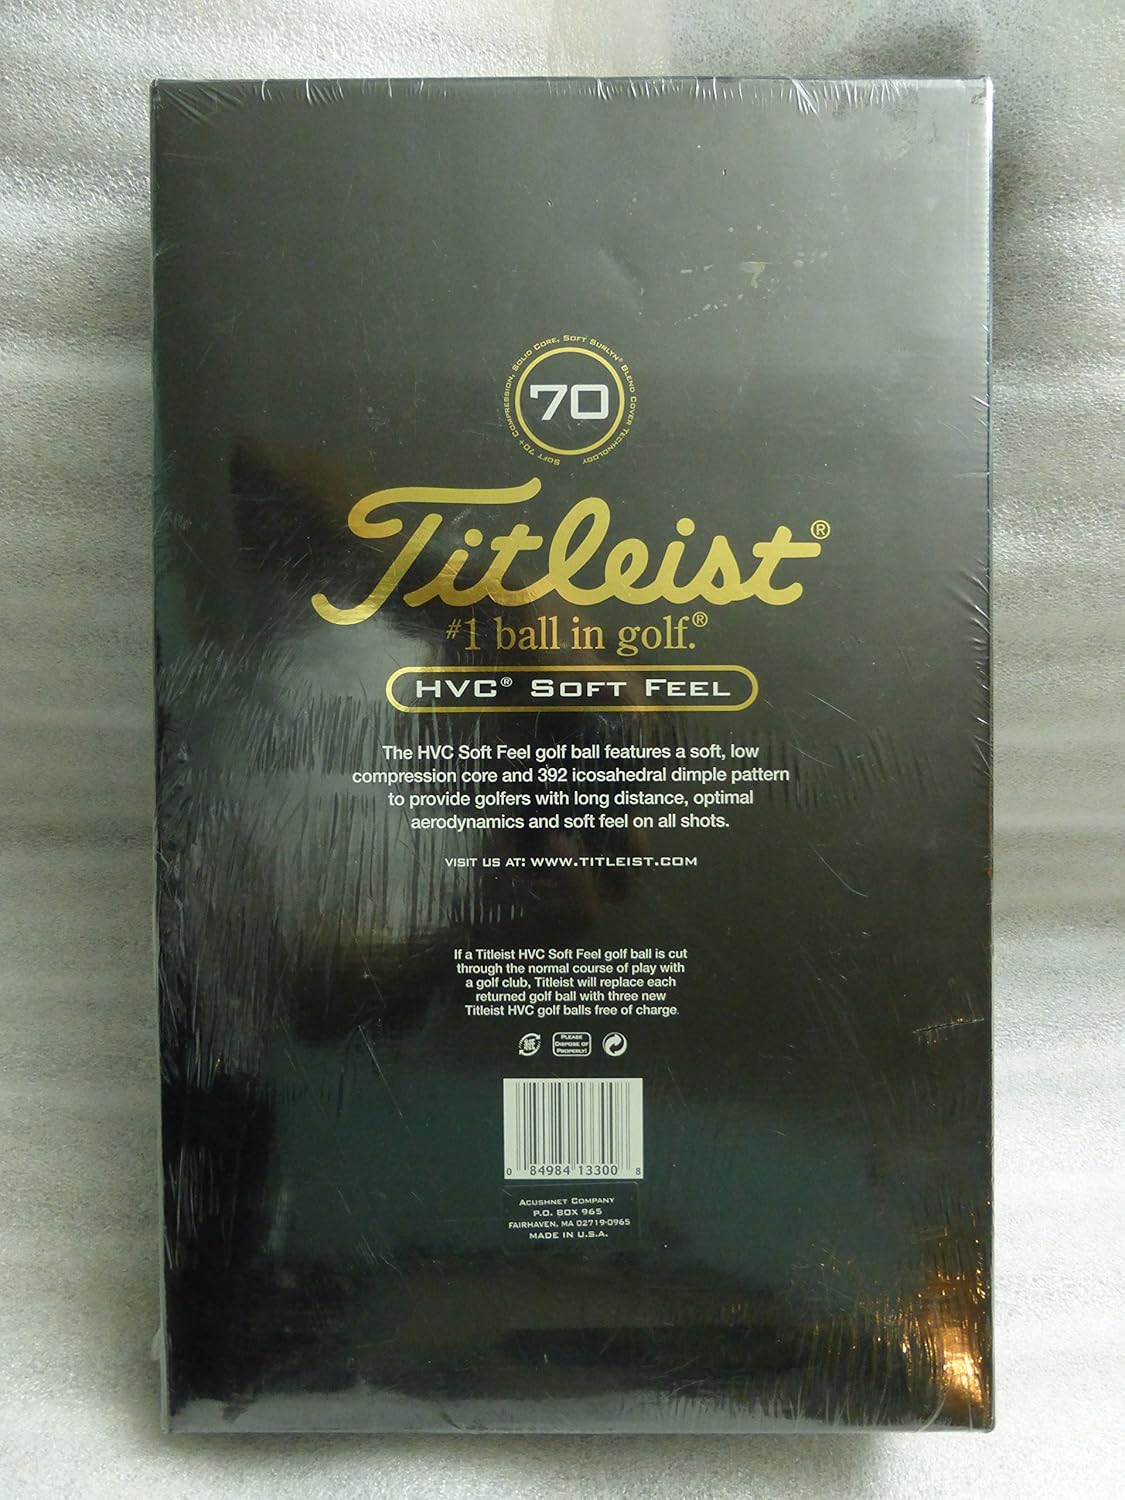 Soft 70+ Compression, Solid Core, Soft Surlyn® Blend Cover Technology
70
Titleist®
#1 ball in golf.®
HVC® SOFT FEEL
The HVC Soft Feel golf ball features a soft, low
compression core and 392 icosahedral dimple pattern
to provide golfers with long distance, optimal
aerodynamics and soft feel on all shots.
VISIT US AT: WWW.TITLEIST.COM
If a Titleist HVC Soft Feel golf ball is cut
through the normal course of play with
a golf club, Titleist will replace each
returned golf ball with three new
Titleist HVC golf balls free of charge.
PLEASE
DISPOSE OF
PROPERLY!
0 84984 13300 8
ACUSHNET COMPANY
P.O. BOX 965
FAIRHAVEN, MA 02719-0965
MADE IN U.S.A.